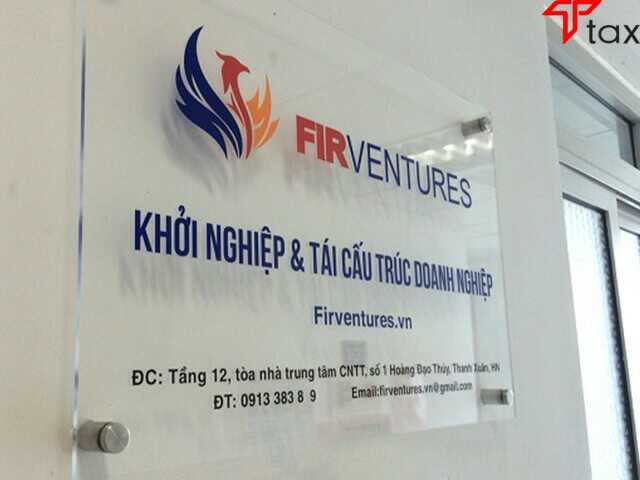 tax
FIRVENTURES
KHỞI NGHIỆP & TÁI CẤU TRÚC DOANH NGHIỆP
Firventures.vn
ĐC: Tầng 12, tòa nhà trung tâm CNTT, số 1 Hoàng Đạo Thúy, Thanh Xuân, HN
ĐT: 0913 383 8 9 Email:firventures.vn@gmail.com